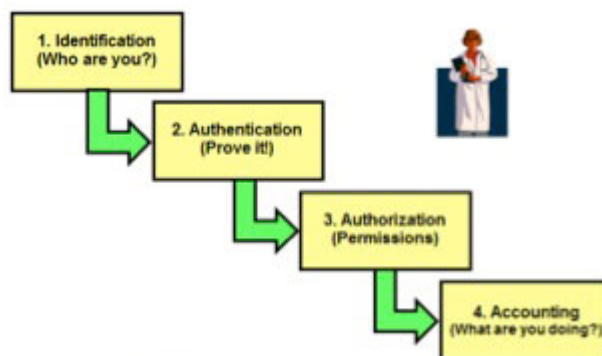 1. Identification
(Who are you?)
2. Authentication
(Prove it!)
3. Authorization
(Permissions)
4. Accounting
(What are you doing?)